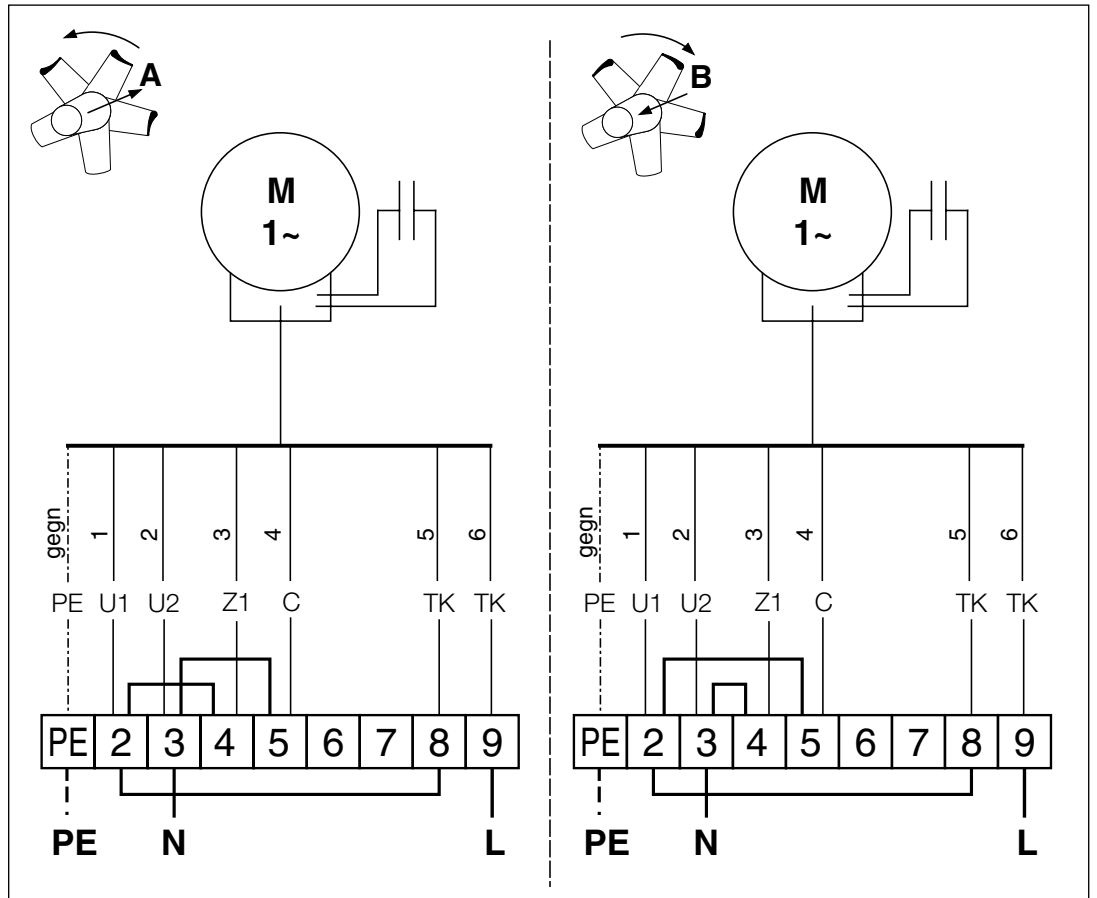 A
M
1~
gegn 1 2 3 4 5 6
PE U1 U2 Z1 C TK TK
PE 2 3 4 5 6 7 8 9
PE N L
B
M
1~
gegn 1 2 3 4 5 6
PE U1 U2 Z1 C TK TK
PE 2 3 4 5 6 7 8 9
PE N L